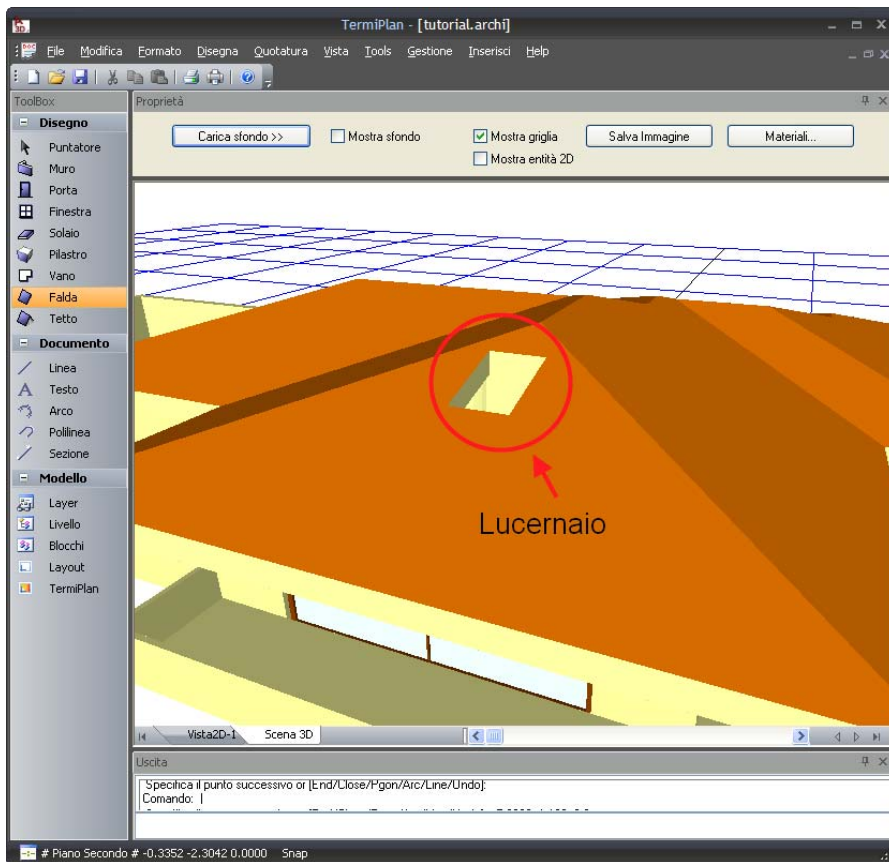 TermiPlan - [tutorial.archi]
File Modifica Formato Disegna Quotatura Vista Tools Gestione Inserisci Help
ToolBox
Disegno
Puntatore
Muro
Porta
Finestra
Solaio
Pilastro
Vano
Falda
Tetto
Documento
Linea
Testo
Arco
Polilinea
Sezione
Modello
Layer
Livello
Blocchi
Layout
TermiPlan
Proprietà
Carica sfondo >>
Mostra sfondo
Mostra griglia
Mostra entità 2D
Salva Immagine
Materiali...
Lucernaio
Vista2D-1 Scena 3D
Uscita
Specifica il punto successivo or [End/Close/Pgon/Arc/Line/Undo]:
Comando:
# Piano Secondo # -0.3352 -2.3042 0.0000 Snap